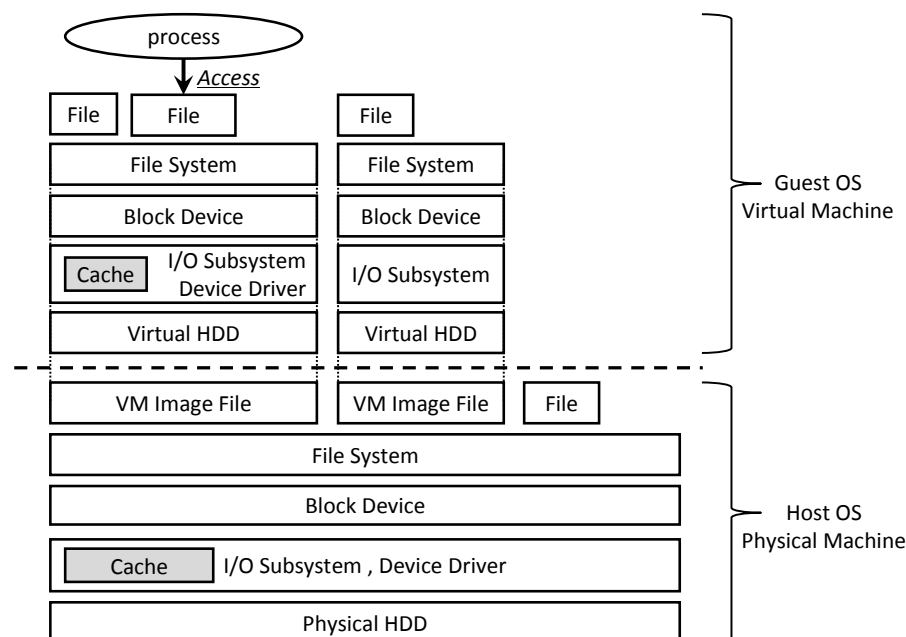 process
Access
File
File
File
File System
File System
Block Device
Block Device
Cache
I/O Subsystem
Device Driver
I/O Subsystem
Virtual HDD
Virtual HDD
Guest OS
Virtual Machine
VM Image File
VM Image File
File
File System
Block Device
Cache
I/O Subsystem , Device Driver
Physical HDD
Host OS
Physical Machine